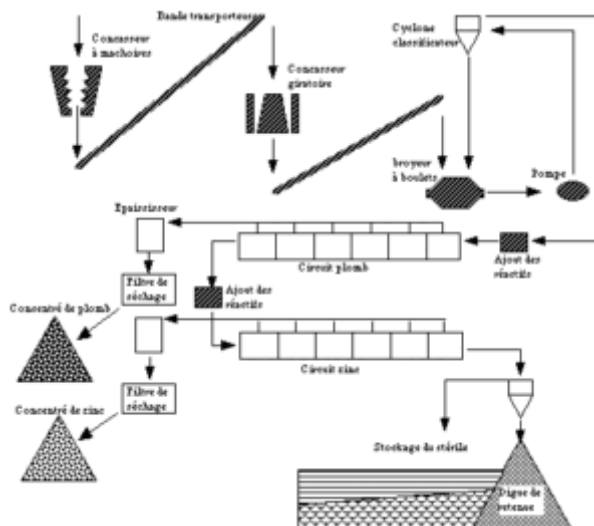 Bande transporteuse
Concasseur
à machoires
Concasseur
giratoire
Cyclone
classificateur
broyeur
à boulets
Pompe
Epaississeur
Circuit plomb
Ajout des
réactifs
Filtre de
séchage
Ajout des
réactifs
Concentré de plomb
Circuit zinc
Filtre de
séchage
Concentré de zinc
Stockage du stérile
Digue de
retenue